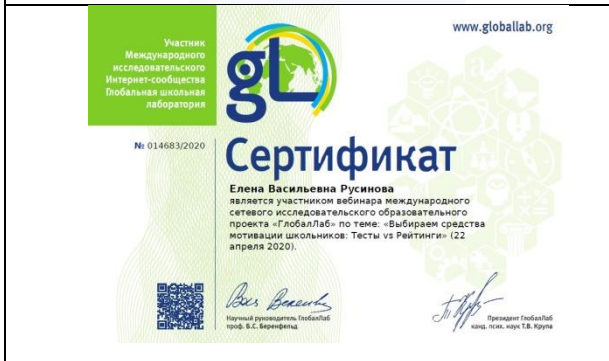 www.globallab.org
Участник
Международного
исследовательского
Интернет-сообщества
Глобальная школьная
лаборатория
gL
№ 014683/2020
Сертификат
Елена Васильевна Русинова
является участником вебинара международного
сетевого исследовательского образовательного
проекта «ГлобалЛаб» по теме: «Выбираем средства
мотивации школьников: Тесты vs Рейтинги» (22
апреля 2020).
Научный руководитель ГлобалЛаб
проф. Б.С. Беренфельд
Президент ГлобалЛаб
канд. псих. наук Т.В. Крупа